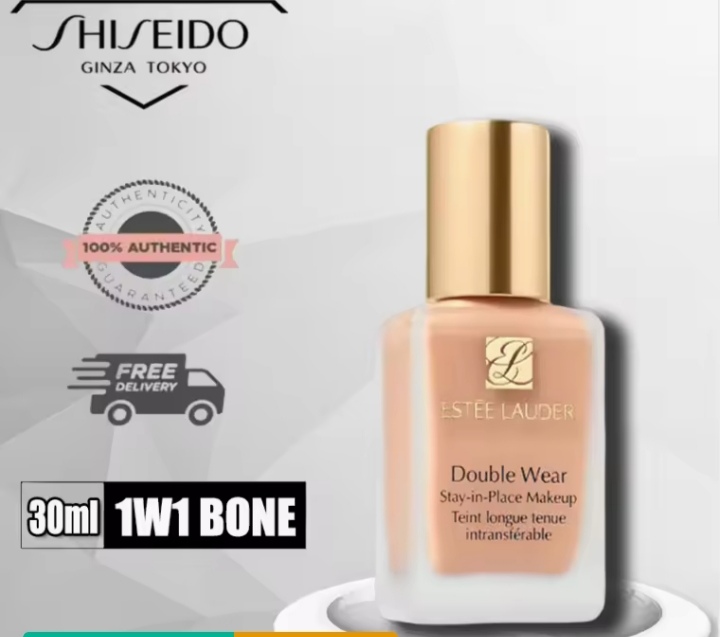 SHISEIDO
GINZA TOKYO
AUTHENTICITY
100% AUTHENTIC
GUARANTEED
FREE
DELIVERY
30ml 1W1 BONE
ESTĒE LAUDER
Double Wear
Stay-in-Place Makeup
Teint longue tenue
intransférable